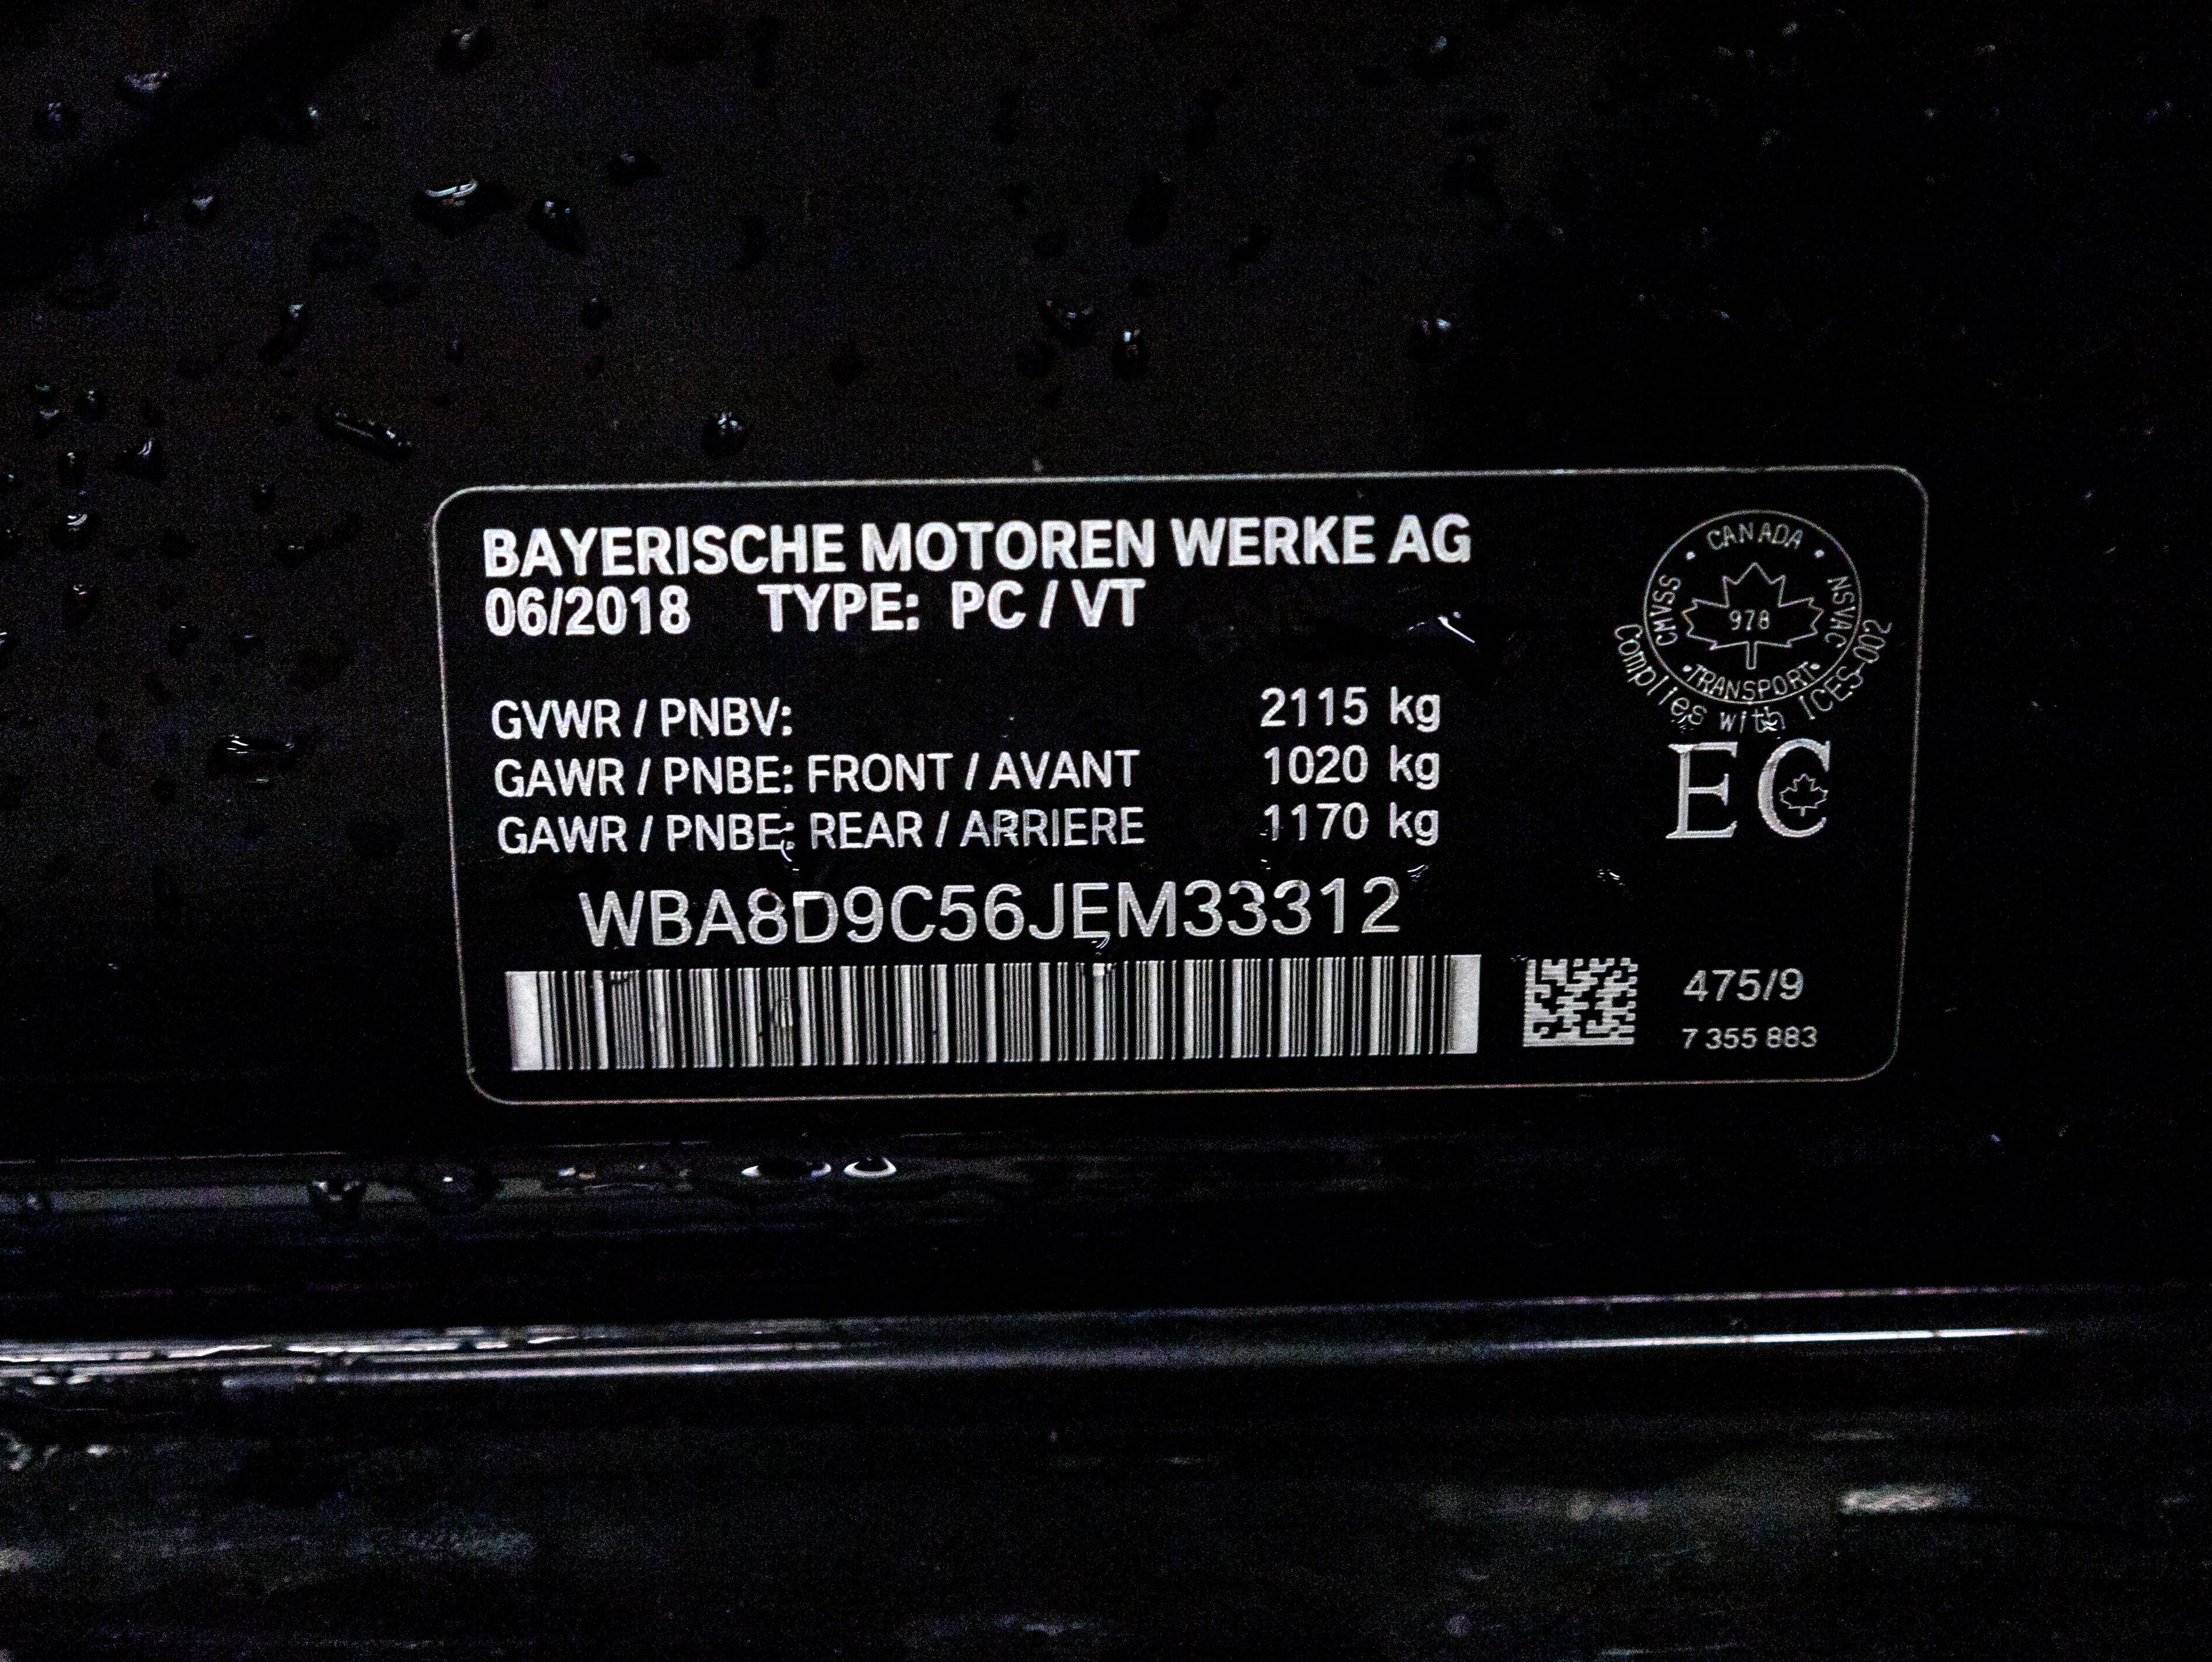 BAYERISCHE MOTOREN WERKE AG
06/2018 TYPE: PC / VT
GVWR / PNBV: 2115 kg
GAWR / PNBE: FRONT / AVANT 1020 kg
GAWR / PNBE: REAR / ARRIERE 1170 kg
WBA8D9C56JEM33312
CANADA
CMVSS
978
NSVAC
TRANSPORT
Complies with ICES-002
EC
475/9
7 355 883